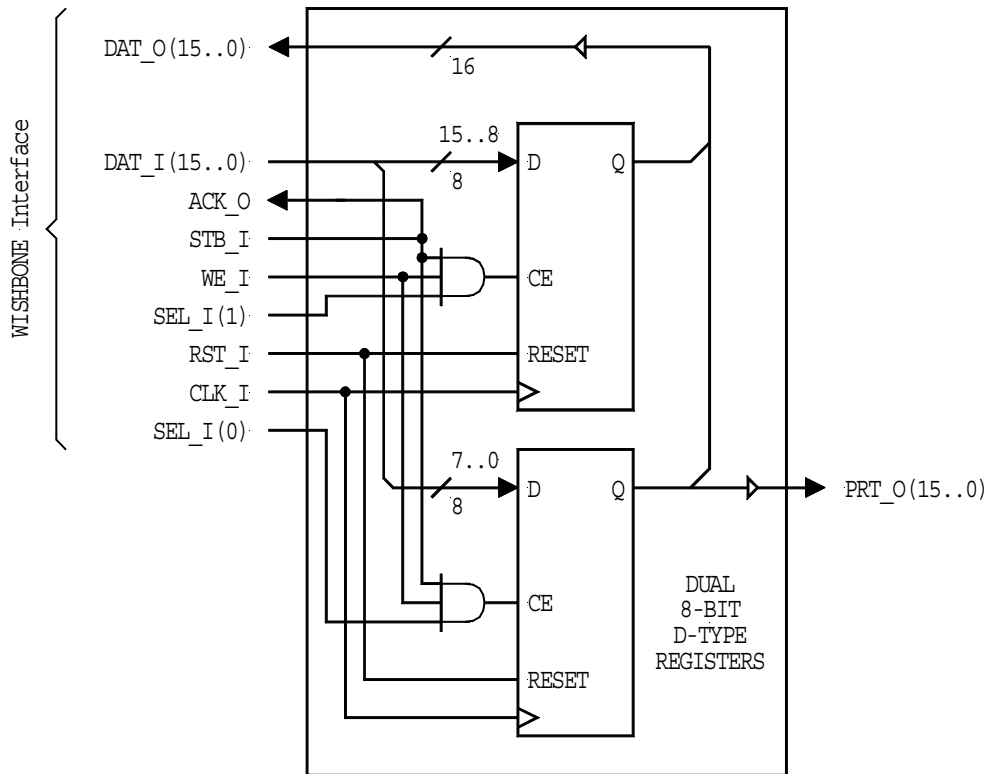 WISHBONE Interface
DAT_O(15..0)
16
DAT_I(15..0)
15..8
8
D
Q
ACK_O
STB_I
WE_I
CE
SEL_I(1)
RST_I
RESET
CLK_I
SEL_I(0)
7..0
8
D
Q
PRT_O(15..0)
CE
DUAL
8-BIT
D-TYPE
REGISTERS
RESET